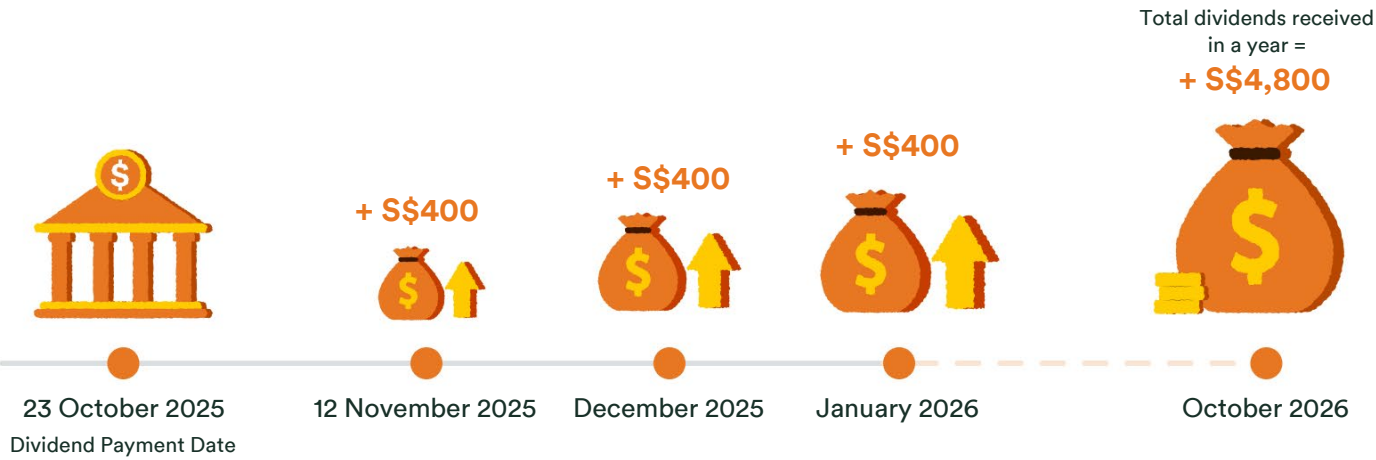 Total dividends received
in a year =
+ S$4,800
+ S$400
+ S$400
+ S$400
$
$
$
$
$
23 October 2025
Dividend Payment Date
12 November 2025
December 2025
January 2026
October 2026